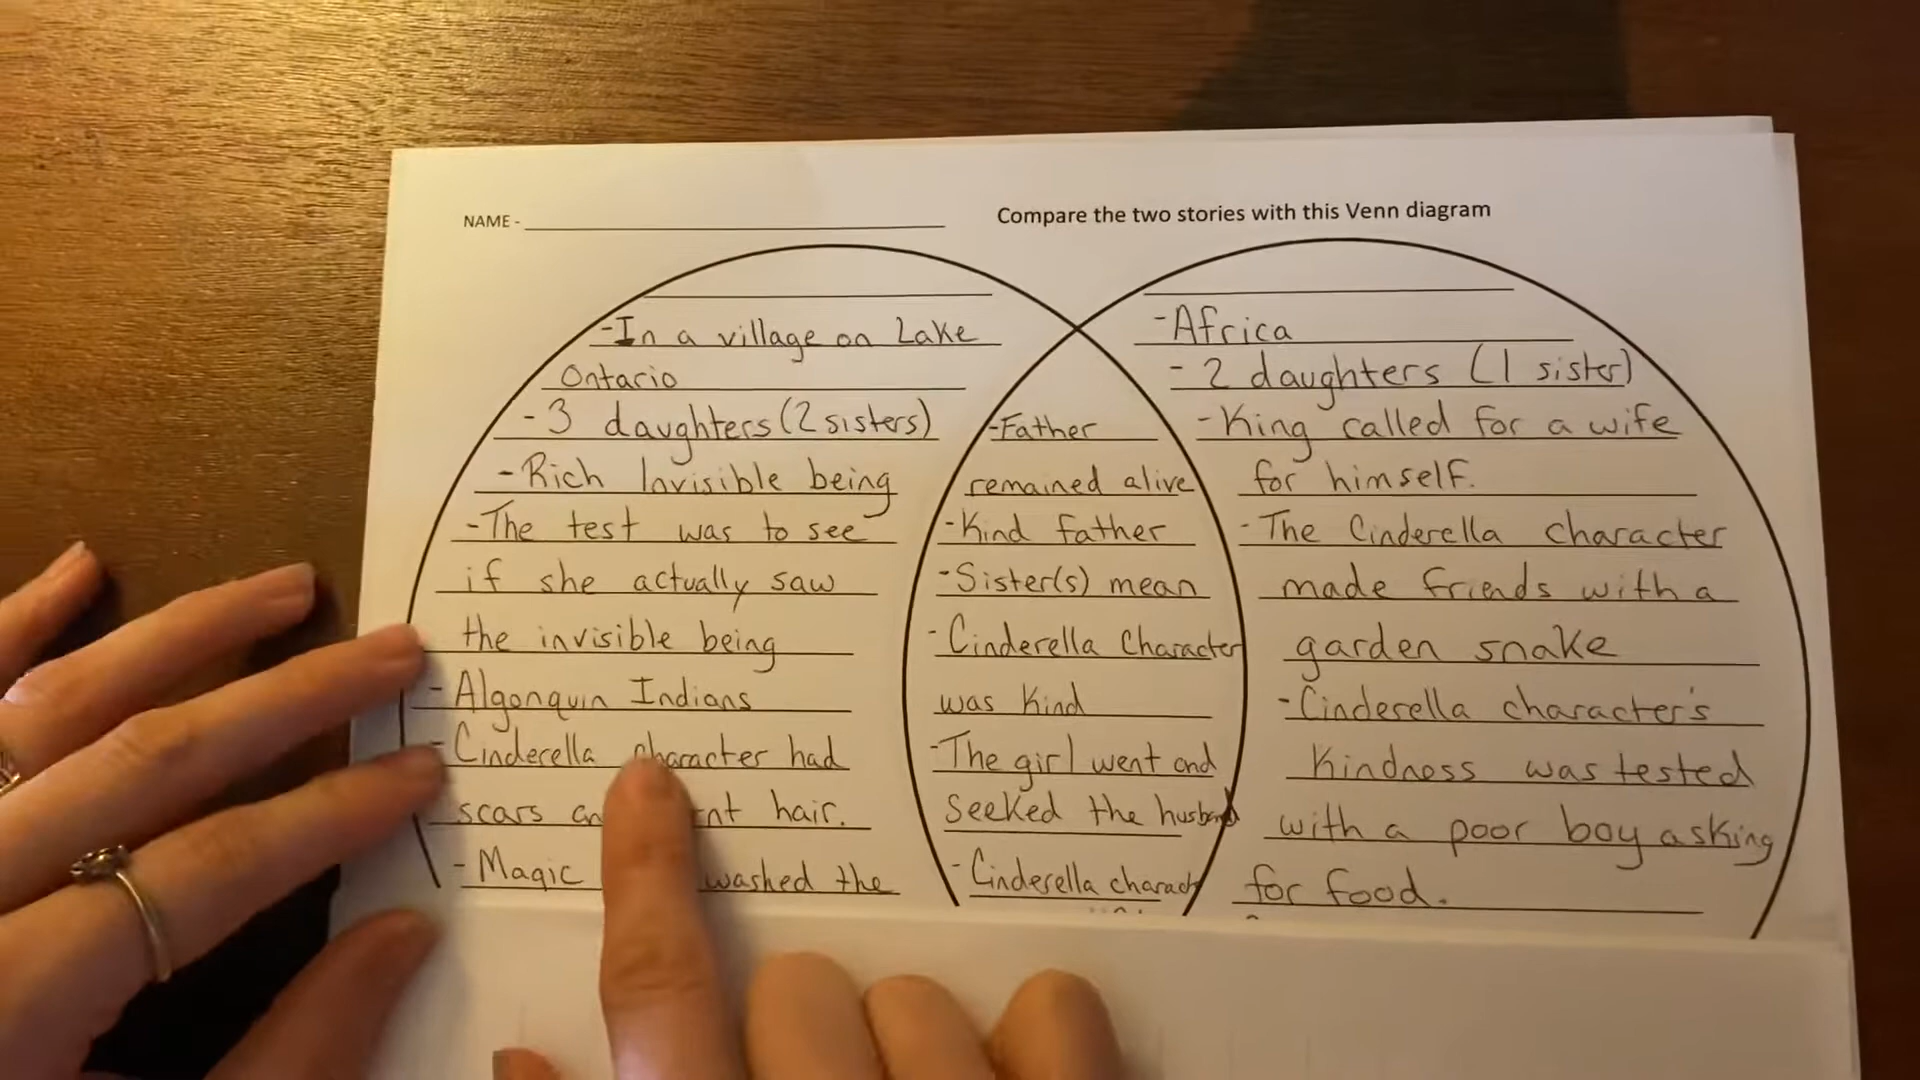 NAME - Compare the two stories with this Venn diagram
-In a village on Lake
Ontario
-3 daughters (2 sisters)
-Rich Invisible being
-The test was to see
if she actually saw
the invisible being
-Algonquin Indians
-Cinderella character had
scars hair.
-Magic washed the
-Father
remained alive
-Kind father
-Sister(s) mean
-Cinderella Character
was kind
-The girl went and
seeked the husband
-Cinderella charact
-Africa
-2 daughters (1 sister)
-King called for a wife
for himself.
-The Cinderella character
made friends with a
garden snake
-Cinderella character's
Kindness was tested
with a poor boy asking
for food.